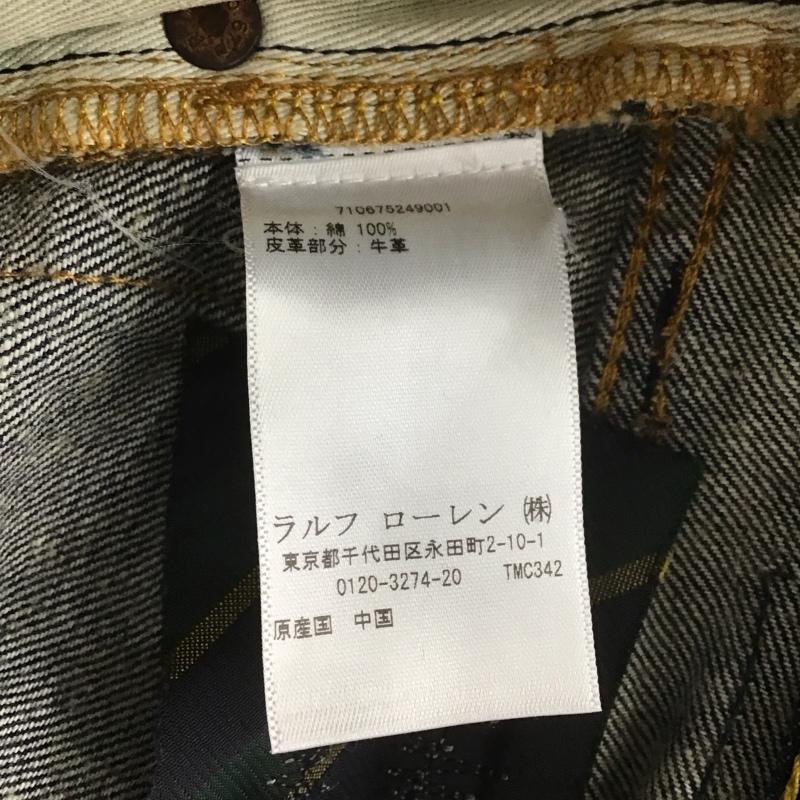 710675249001
本体：綿 100%
皮革部分：牛革
ラルフ ローレン ㈱
東京都千代田区永田町2-10-1
0120-3274-20 TMC342
原産国 中国